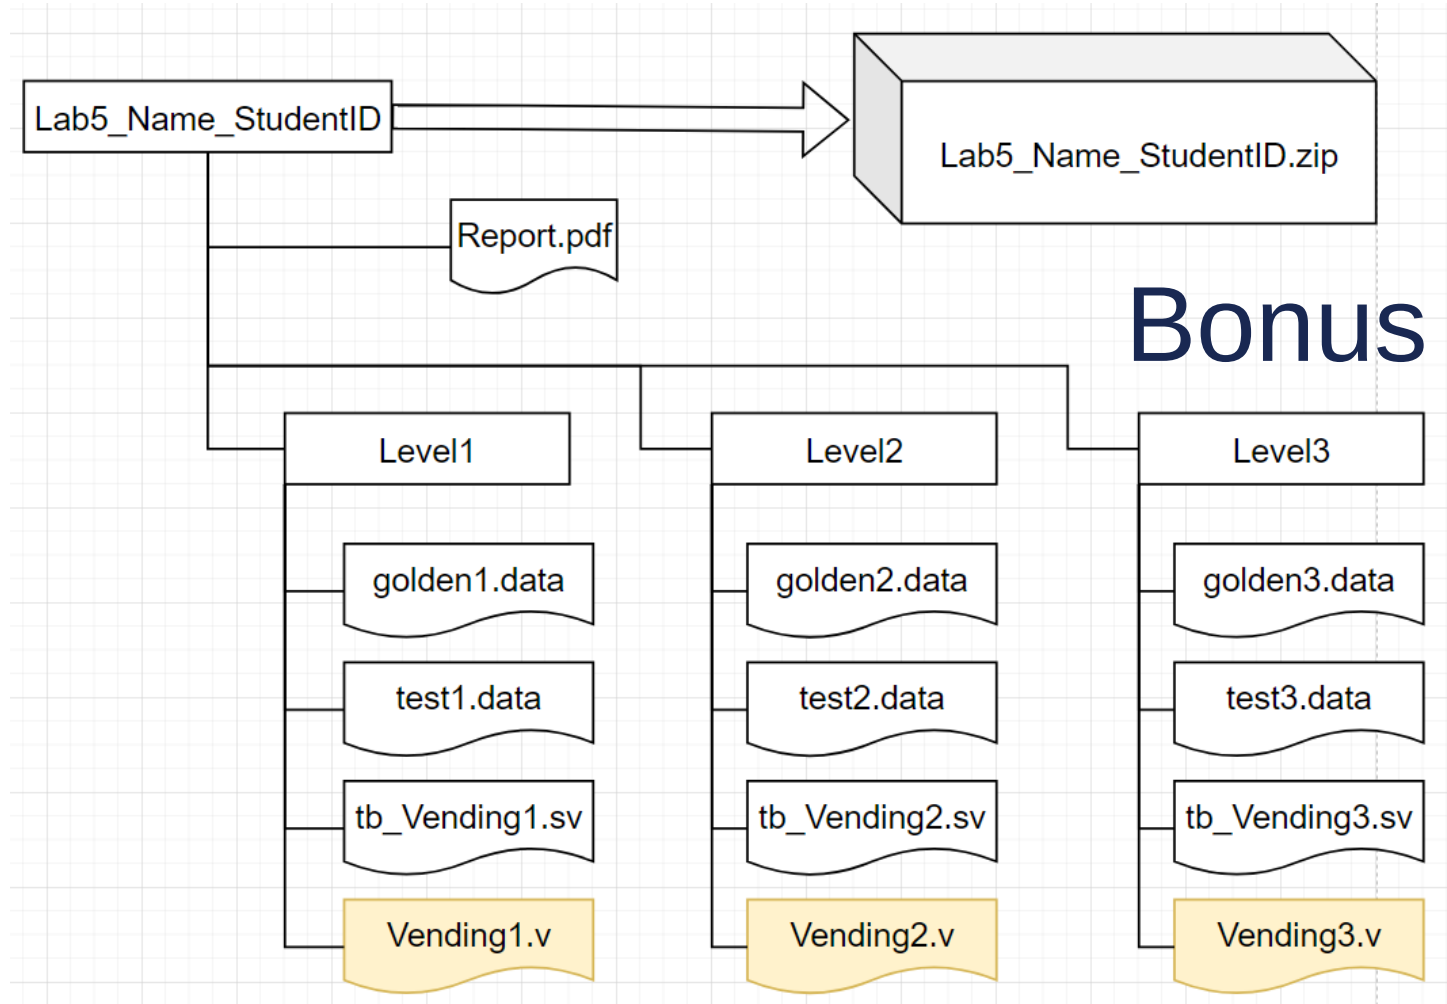 Lab5_Name_StudentID
Lab5_Name_StudentID.zip
Report.pdf
Bonus
Level1
Level2
Level3
golden1.data
golden2.data
golden3.data
test1.data
test2.data
test3.data
tb_Vending1.sv
tb_Vending2.sv
tb_Vending3.sv
Vending1.v
Vending2.v
Vending3.v